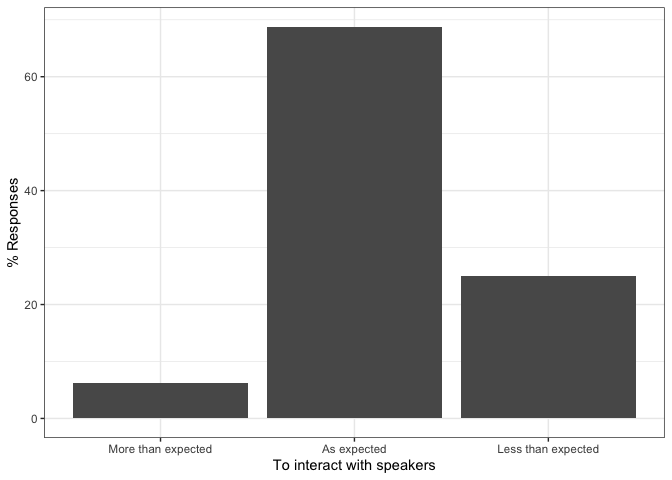 % Responses
60
40
20
0
More than expected
As expected
Less than expected
To interact with speakers